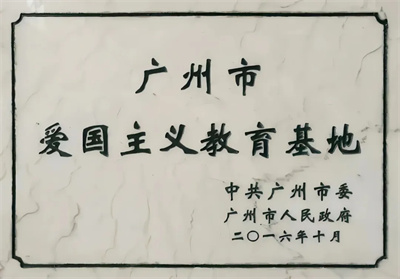 广州市
爱国主义教育基地
中共广州市委
广州市人民政府
二〇一六年十月